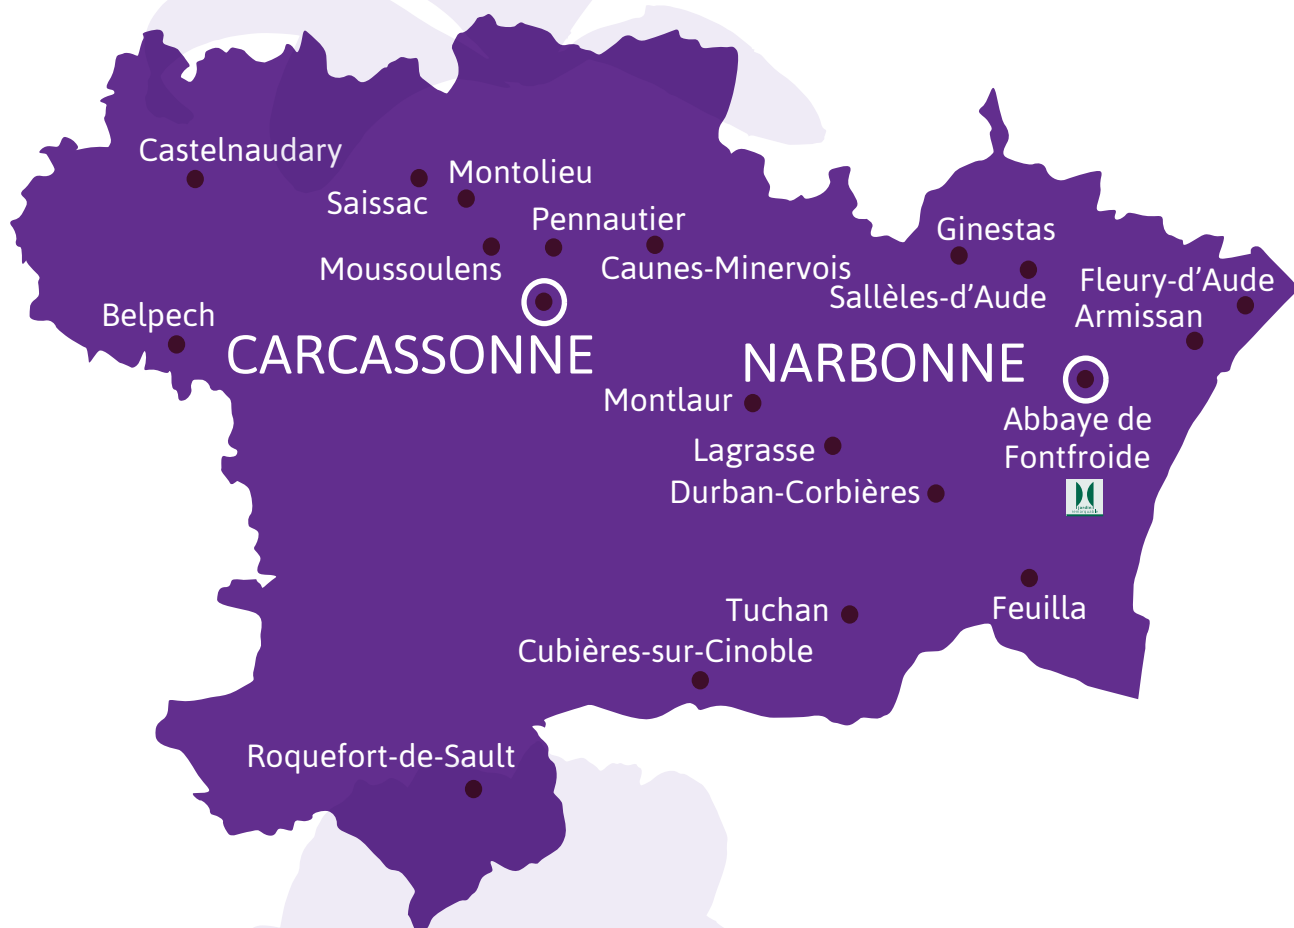 Castelnaudary
Montolieu
Saissac
Pennautier
Ginestas
Moussoulens
Caunes-Minervois
Fleury-d’Aude
Sallèles-d’Aude
Armissan
Belpech
CARCASSONNE
NARBONNE
Montlaur
Abbaye de
Fontfroide
Lagrasse
Durban-Corbières
Tuchan
Feuilla
Cubières-sur-Cinoble
Roquefort-de-Sault